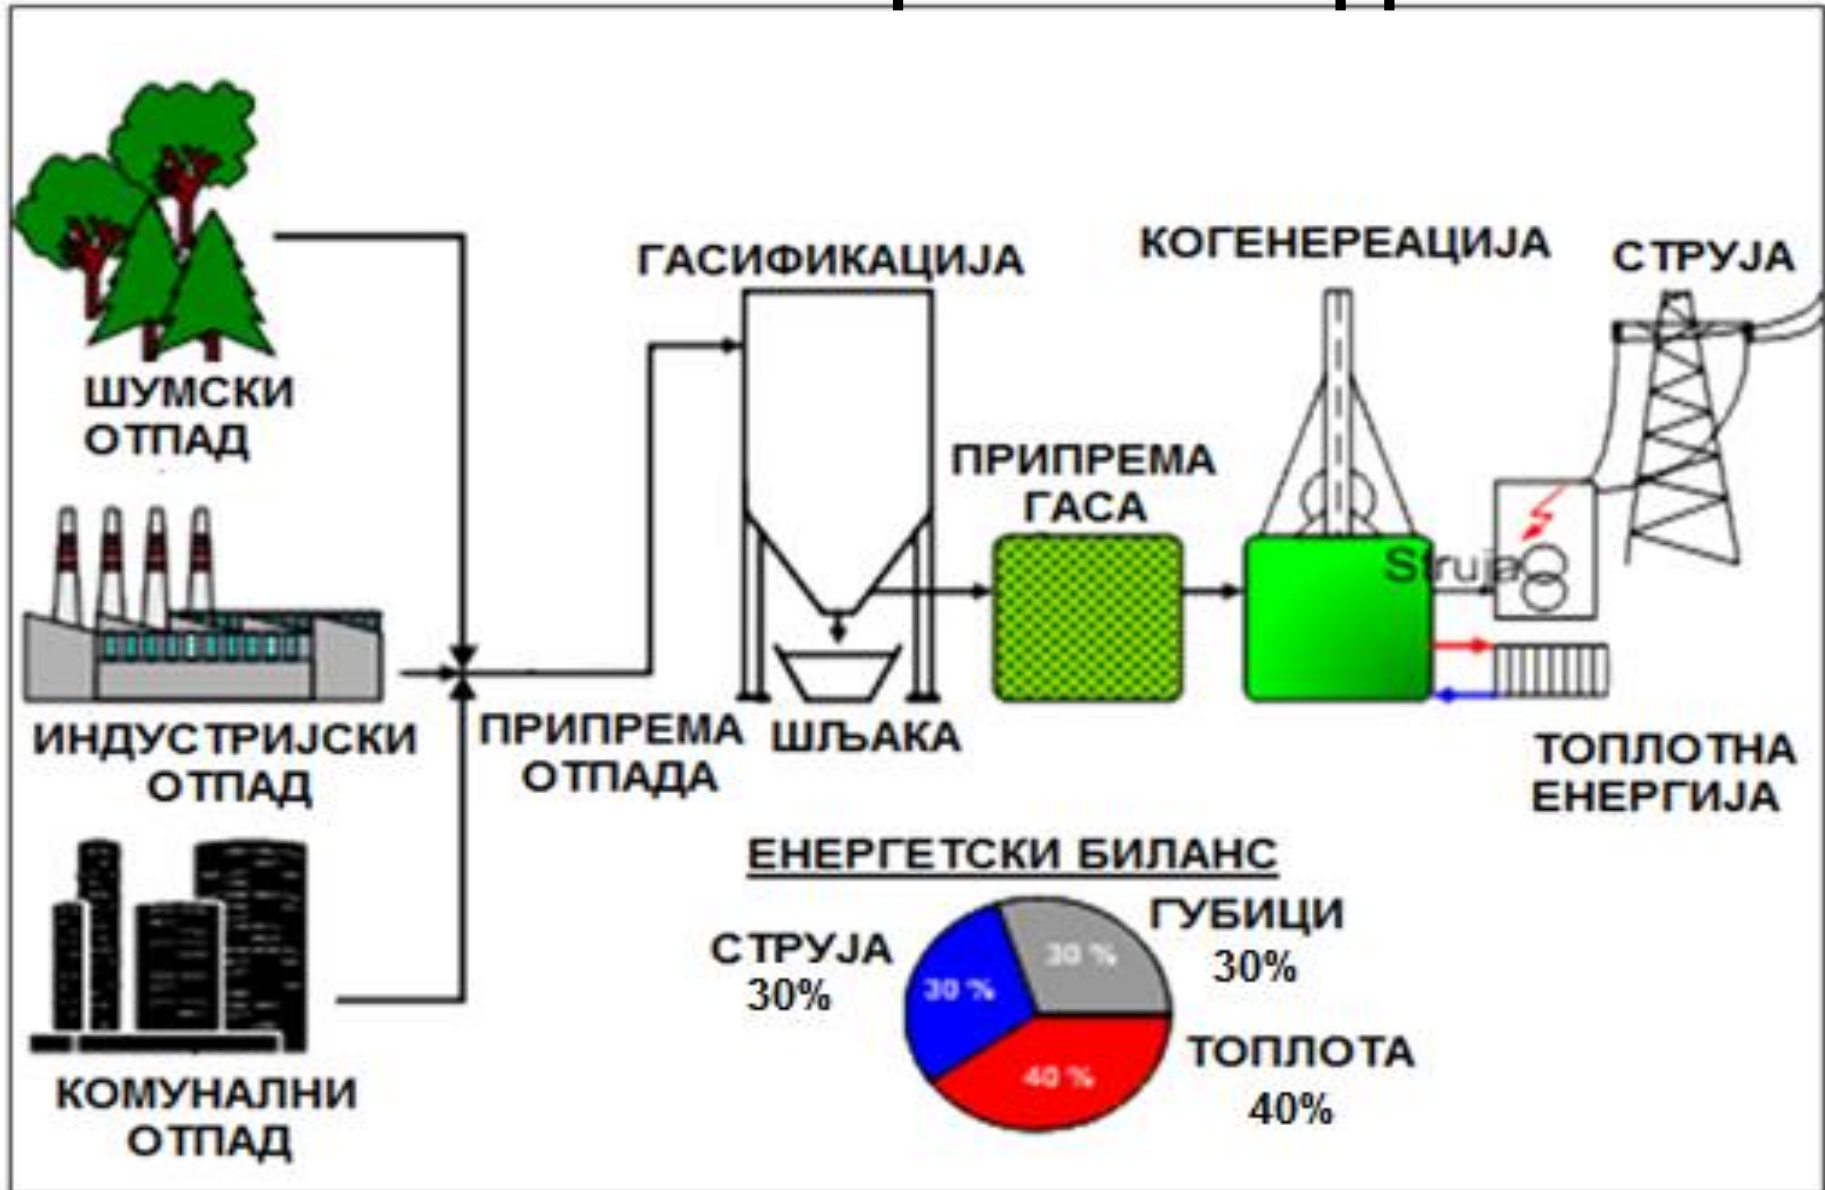 ШУМСКИ
ОТПАД
ИНДУСТРИЈСКИ
ОТПАД
КОМУНАЛНИ
ОТПАД
ПРИПРЕМА
ОТПАДА
ГАСИФИКАЦИЈА
ШЉАКА
ПРИПРЕМА
ГАСА
КОГЕНЕРЕАЦИЈА
Struja
СТРУЈА
ТОПЛОТНА
ЕНЕРГИЈА
ЕНЕРГЕТСКИ БИЛАНС
СТРУЈА
30%
30 %
ГУБИЦИ
30%
30 %
ТОПЛОТА
40%
40 %